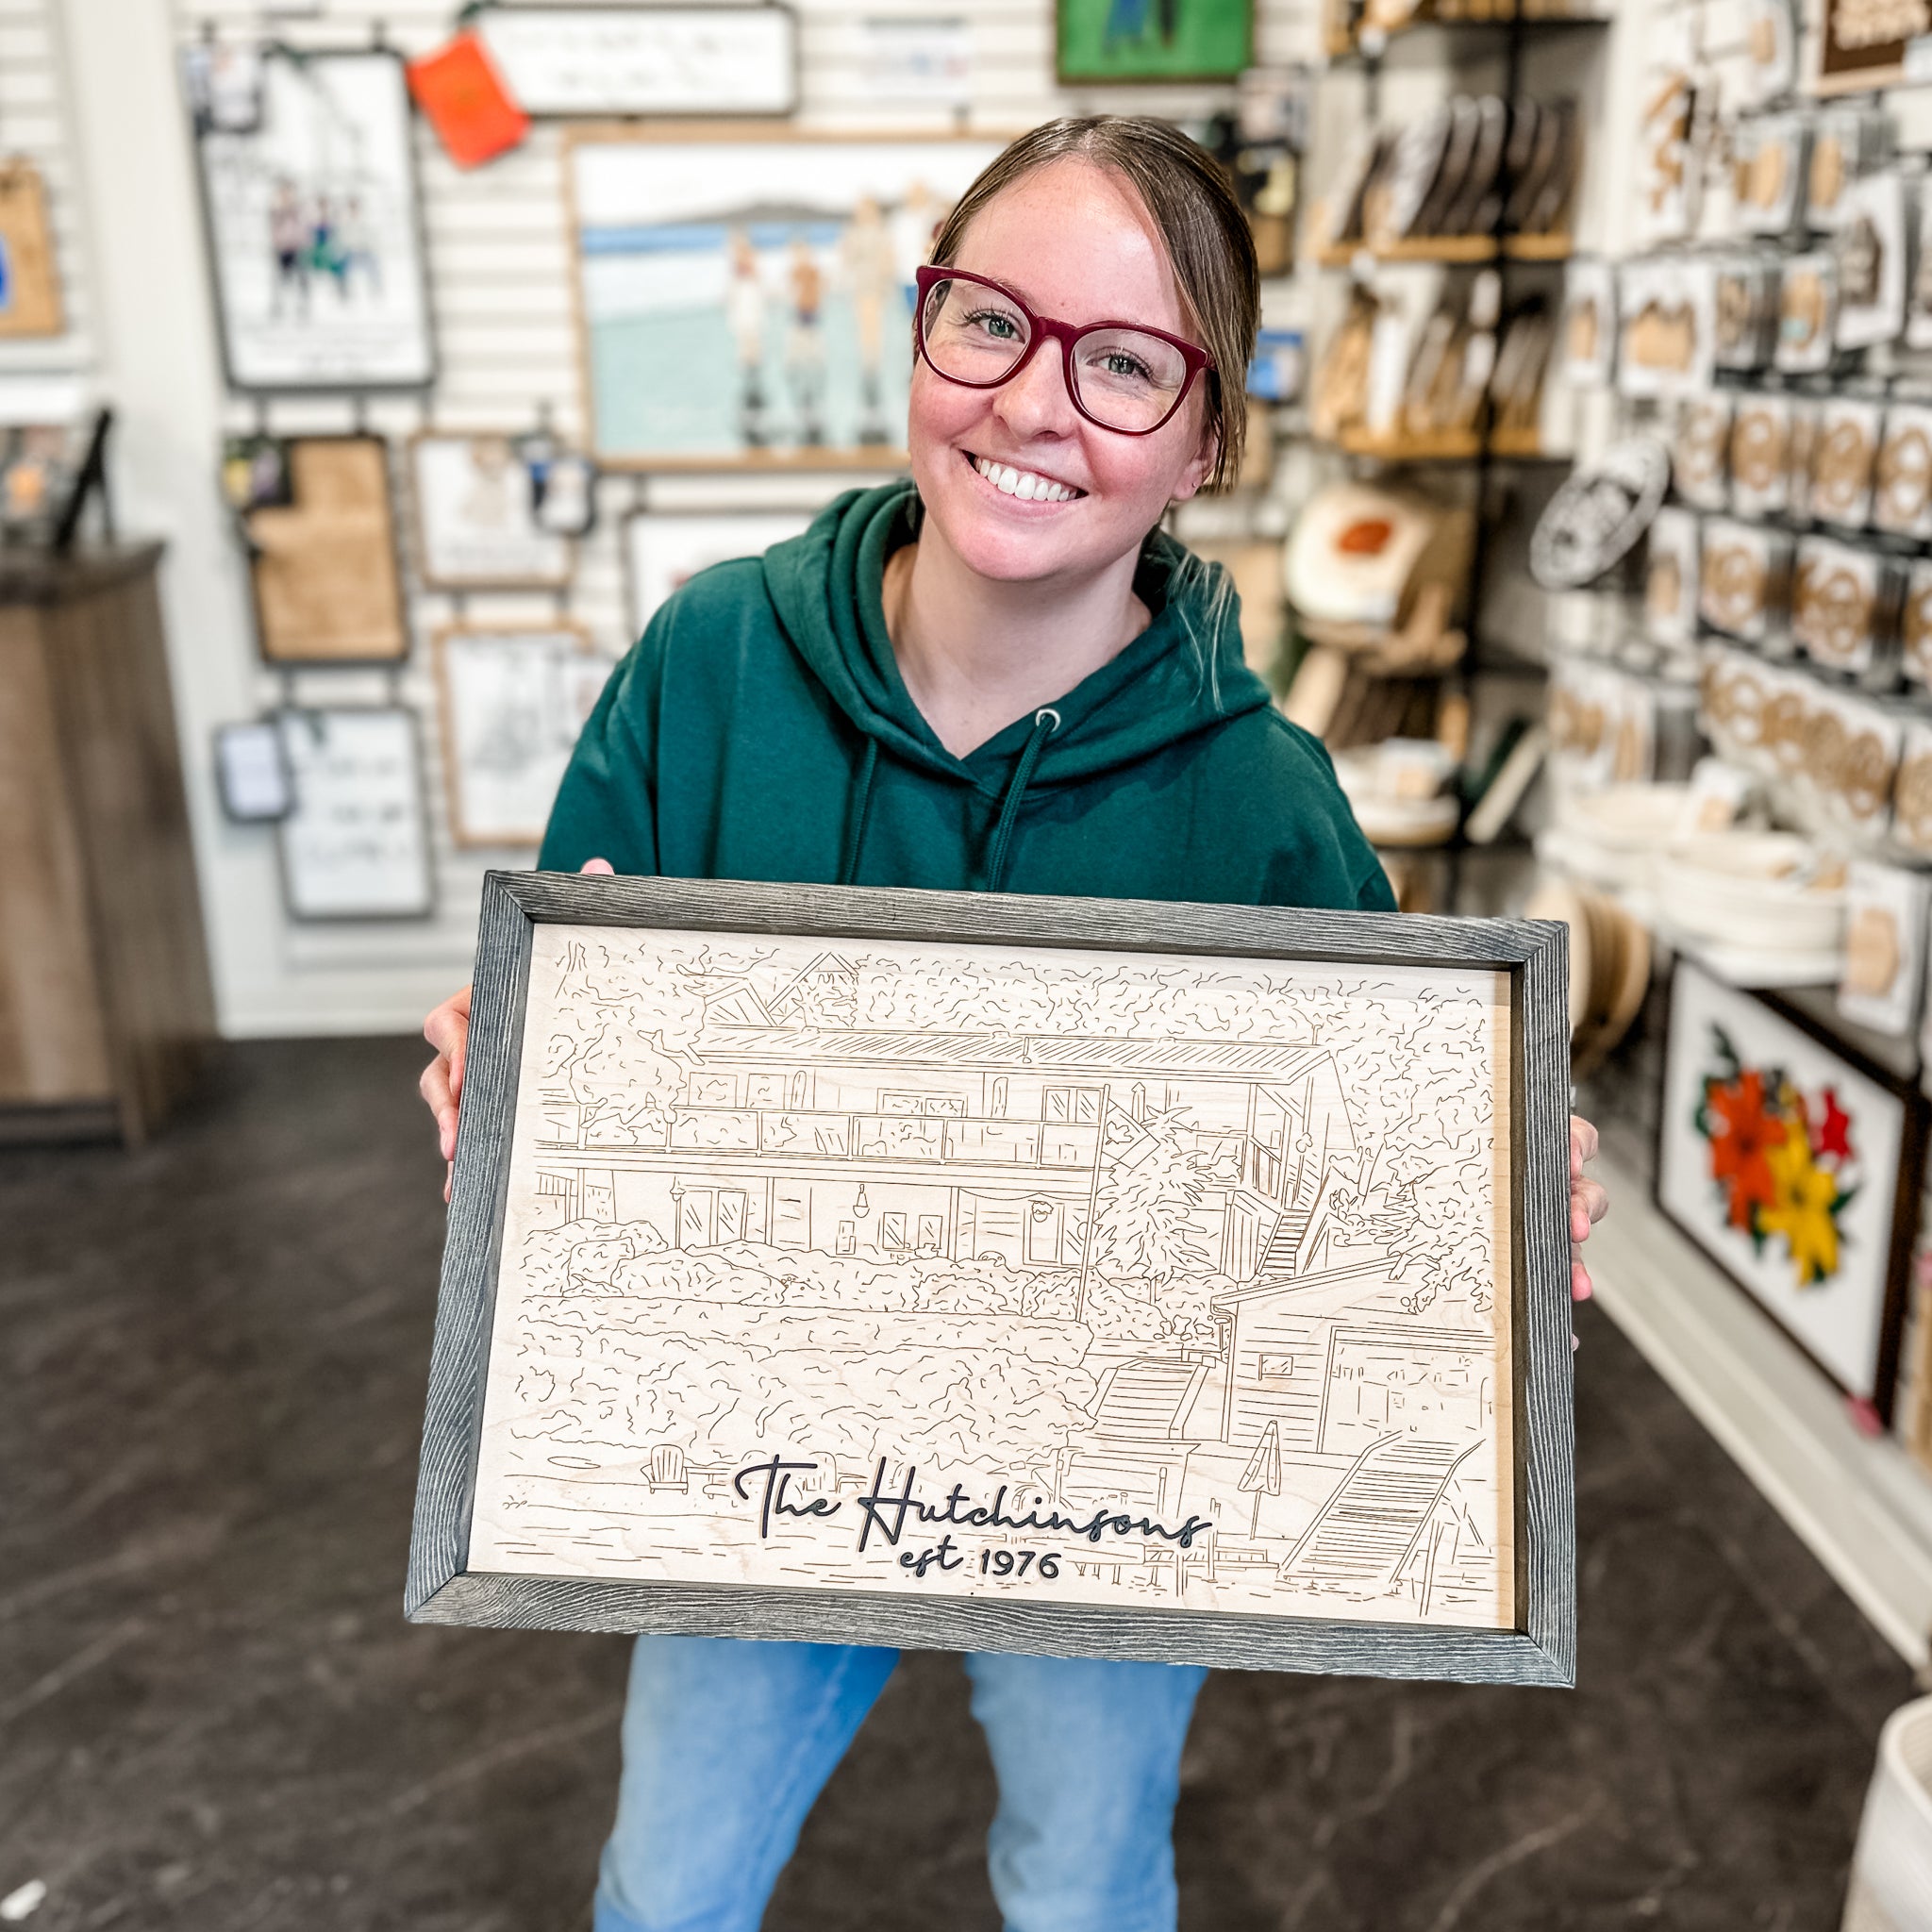 The Hutchinsons
est 1976